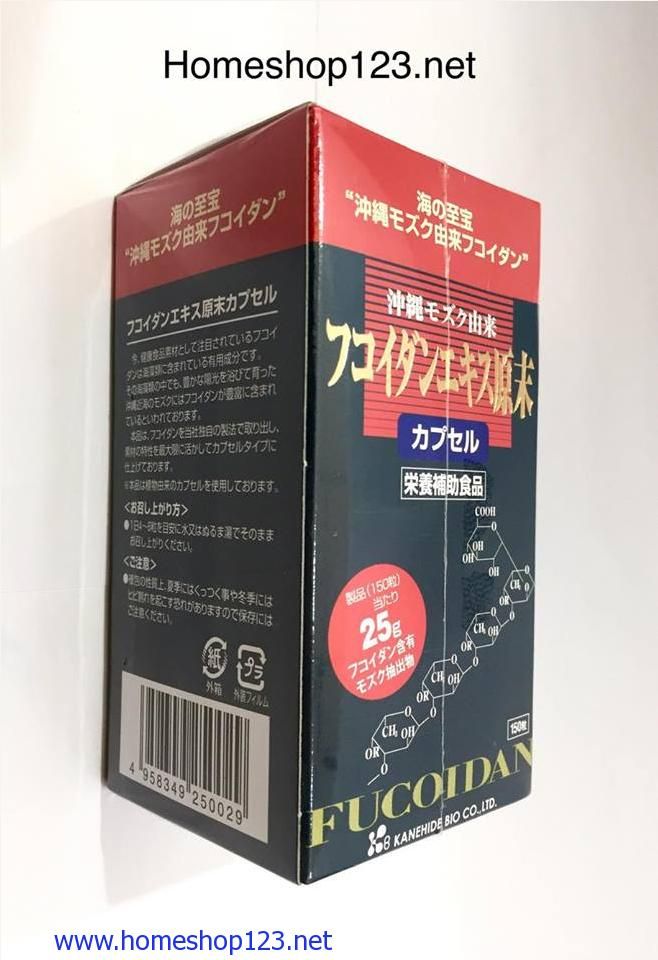 Homeshop123.net
海の至宝
“沖縄モズク由来フコイダン”
フコイダンエキス原末カプセル
今、健康食品素材として注目されているフコイ
ダンは海藻類に含まれている有用成分です。
その海藻類の中でも、豊かな陽光を浴びて育った
沖縄近海のモズクにはフコイダンが豊富に含まれ
ているといわれております。
本品は、フコイダンを当社独自の製法で取り出し、
素材の特性を最大限に活かしてカプセルタイプに
仕上げております。
※本品は植物由来のカプセルを使用しております。
<お召し上がり方>
●1日4~6粒を目安に水又はぬるま湯でそのまま
お召し上がりください。
<ご注意>
●梱包の性質上、夏季にはくっつく事や冬季には
ヒビ割れを起こす恐れがありますので保存には
ご注意ください。
紙
プラ
外箱
外装フィルム
4 958349 250029
海の至宝
“沖縄モズク由来フコイダン”
沖縄モズク由来
フコイダンエキス原末
カプセル
栄養補助食品
COOH
O
OH
OH
OH
O
CH₃
O
OR
O
CH₃ OH
O
OR
O
CH₃
OH
O
OR
O
CH₃ OH
OR
O
製品(150粒)
当たり
25g
フコイダン含有
モズク抽出物
150粒
FUCOIDAN
KANEHIDE BIO CO.,LTD.
www.homeshop123.net